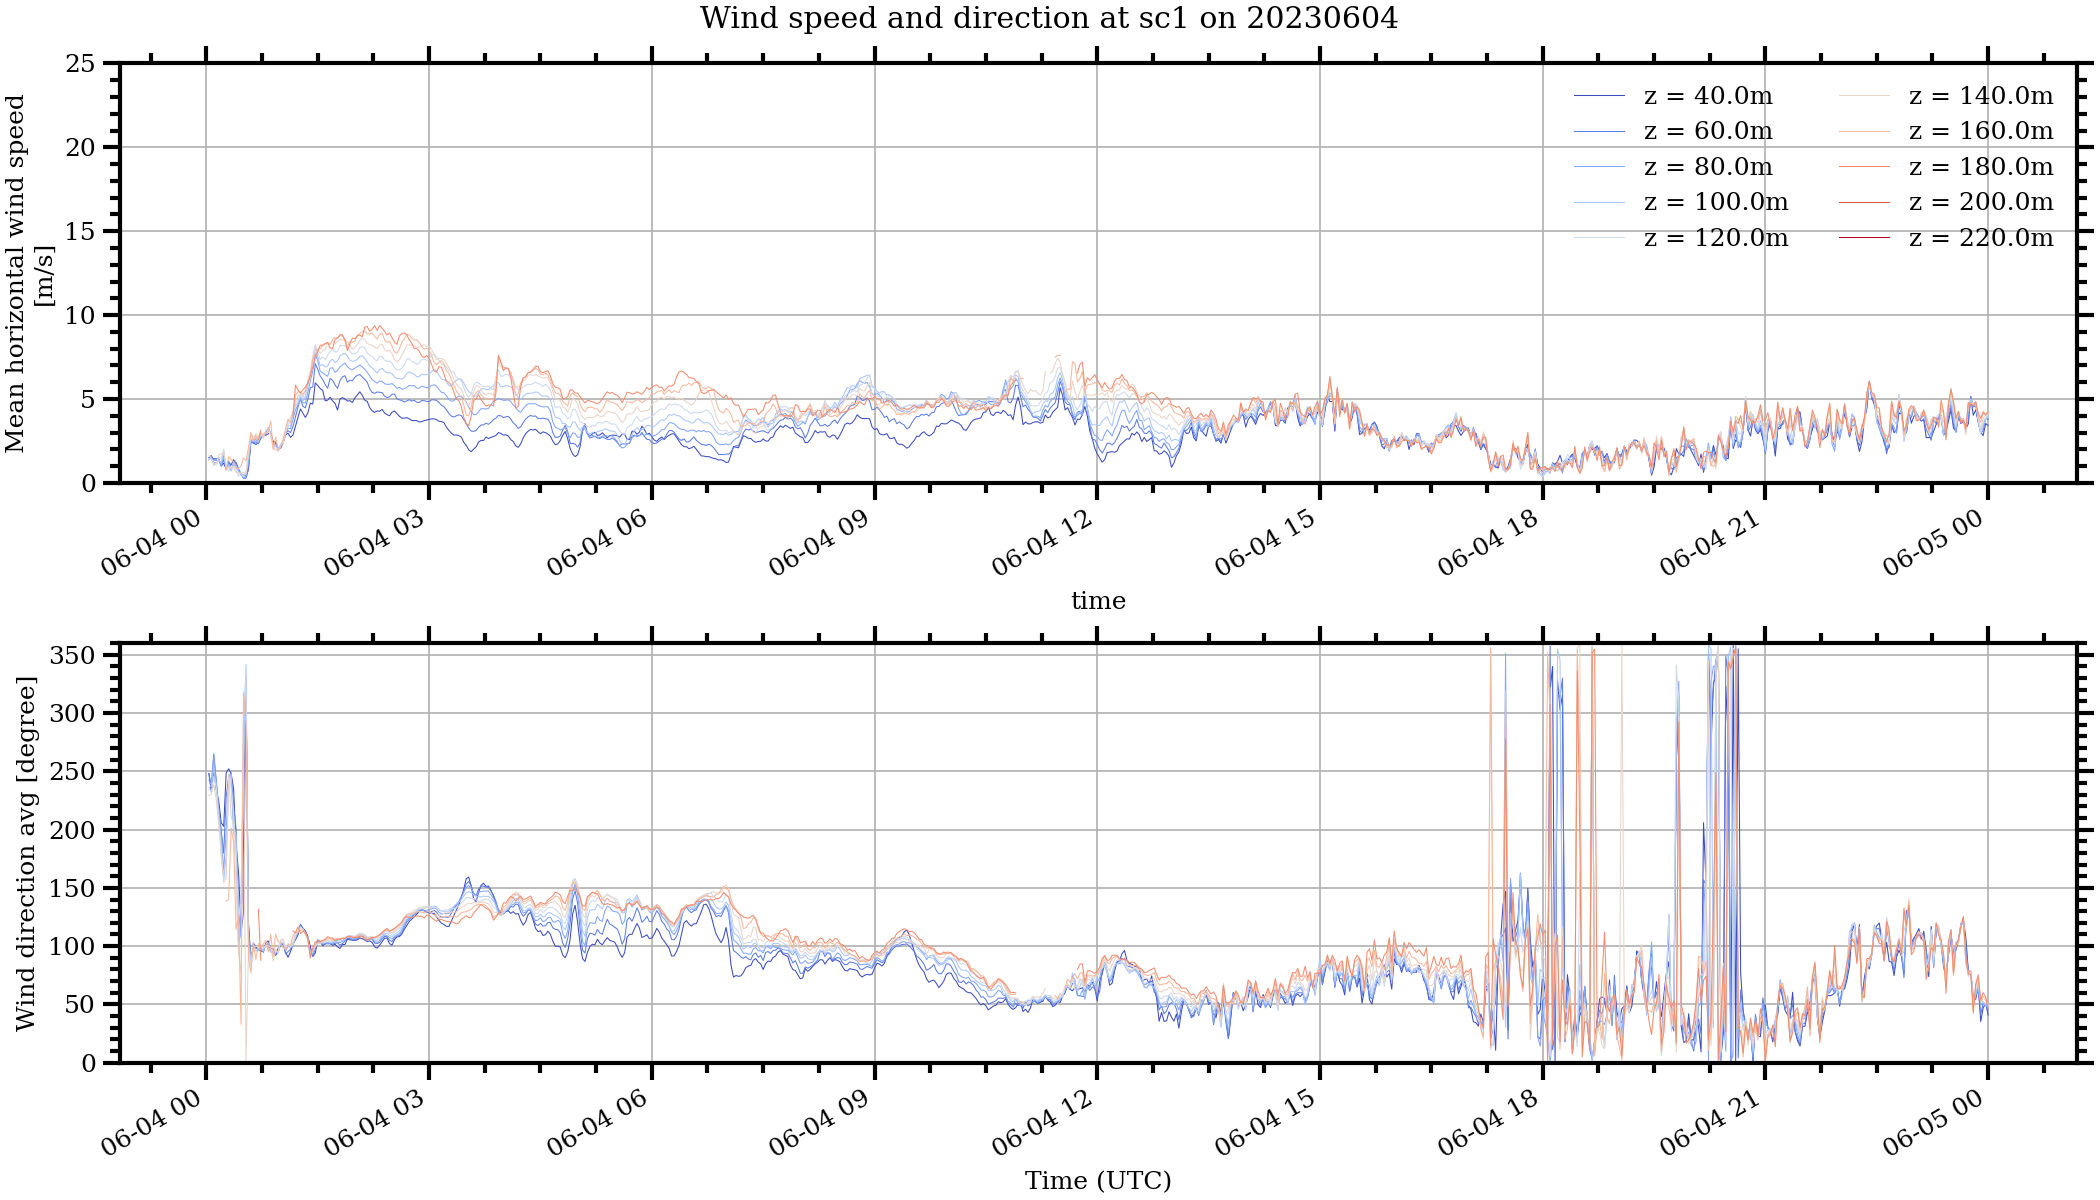 Wind speed and direction at sc1 on 20230604
Mean horizontal wind speed
[m/s]
25
20
15
10
5
0
z = 40.0m
z = 60.0m
z = 80.0m
z = 100.0m
z = 120.0m
z = 140.0m
z = 160.0m
z = 180.0m
z = 200.0m
z = 220.0m
06-04 00
06-04 03
06-04 06
06-04 09
06-04 12
06-04 15
06-04 18
06-04 21
06-05 00
time
Wind direction avg [degree]
350
300
250
200
150
100
50
0
06-04 00
06-04 03
06-04 06
06-04 09
06-04 12
06-04 15
06-04 18
06-04 21
06-05 00
Time (UTC)